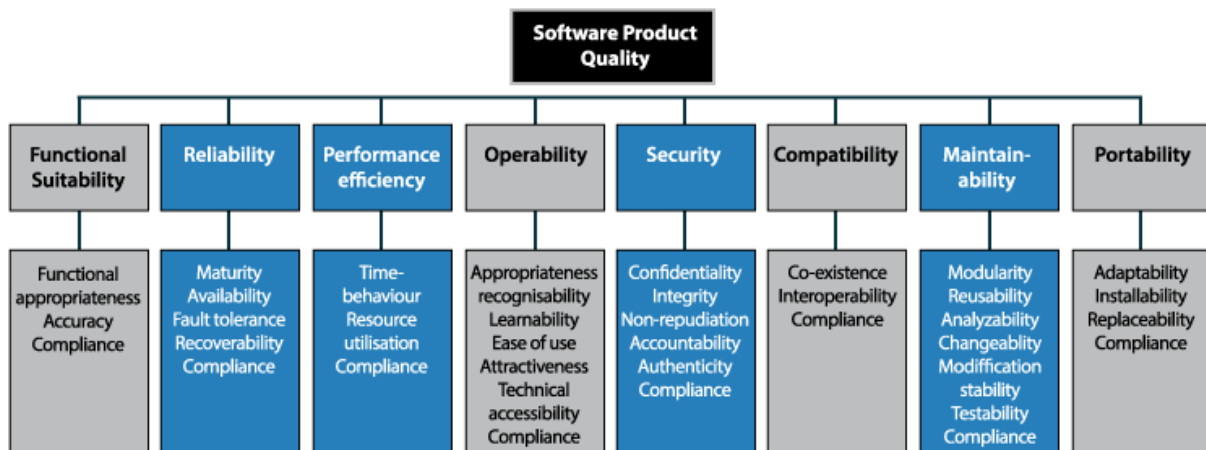 Software Product
Quality
Functional
Suitability
Reliability
Performance
efficiency
Operability
Security
Compatibility
Maintain-
ability
Portability
Functional
appropriateness
Accuracy
Compliance
Maturity
Availability
Fault tolerance
Recoverability
Compliance
Time-
behaviour
Resource
utilisation
Compliance
Appropriateness
recognisability
Learnability
Ease of use
Attractiveness
Technical
accessibility
Compliance
Confidentiality
Integrity
Non-repudiation
Accountability
Authenticity
Compliance
Co-existence
Interoperability
Compliance
Modularity
Reusability
Analyzability
Changeablity
Modiffication
stability
Testability
Compliance
Adaptability
Installability
Replaceability
Compliance